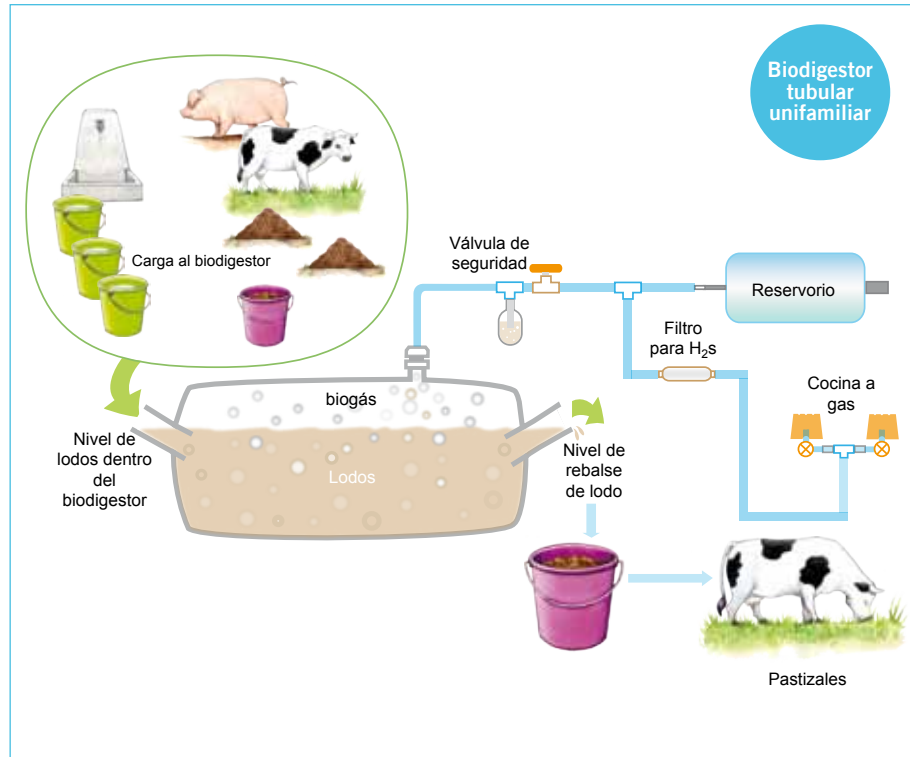 Biodigestor
tubular
unifamiliar
Carga al biodigestor
Válvula de
seguridad
Reservorio
Filtro
para H₂s
Cocina a
gas
biogás
Nivel de
lodos dentro
del
biodigestor
Lodos
Nivel de
rebalse
de lodo
Pastizales